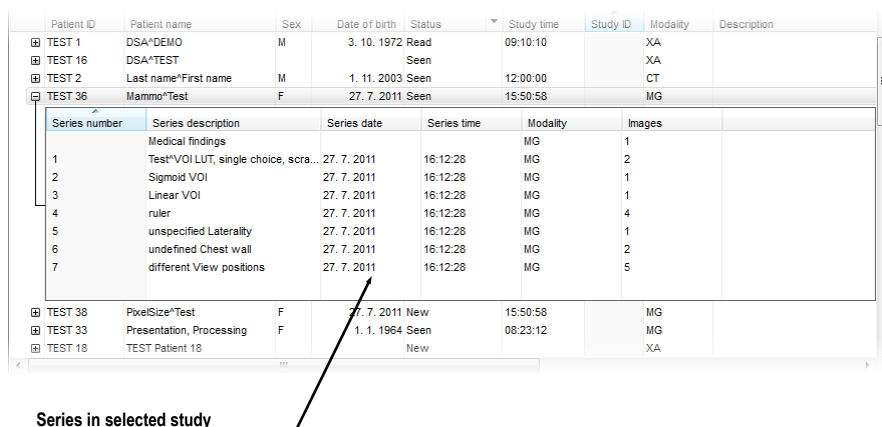 Patient ID Patient name Sex Date of birth Status Study time Study ID Modality Description
TEST 1 DSA^DEMO M 3. 10. 1972 Read 09:10:10 XA
TEST 16 DSA^TEST Seen XA
TEST 2 Last name^First name M 1. 11. 2003 Seen 12:00:00 CT
TEST 36 Mammo^Test F 27. 7. 2011 Seen 15:50:58 MG
Series number Series description Series date Series time Modality Images
Medical findings MG 1
1 Test^VOI LUT, single choice, scra... 27. 7. 2011 16:12:28 MG 2
2 Sigmoid VOI 27. 7. 2011 16:12:28 MG 1
3 Linear VOI 27. 7. 2011 16:12:28 MG 1
4 ruler 27. 7. 2011 16:12:28 MG 4
5 unspecified Laterality 27. 7. 2011 16:12:28 MG 1
6 undefined Chest wall 27. 7. 2011 16:12:28 MG 2
7 different View positions 27. 7. 2011 16:12:28 MG 5
TEST 38 PixelSize^Test F 27. 7. 2011 New 15:50:58 MG
TEST 33 Presentation, Processing F 1. 1. 1964 Seen 08:23:12 MG
TEST 18 TEST Patient 18 New XA
Series in selected study